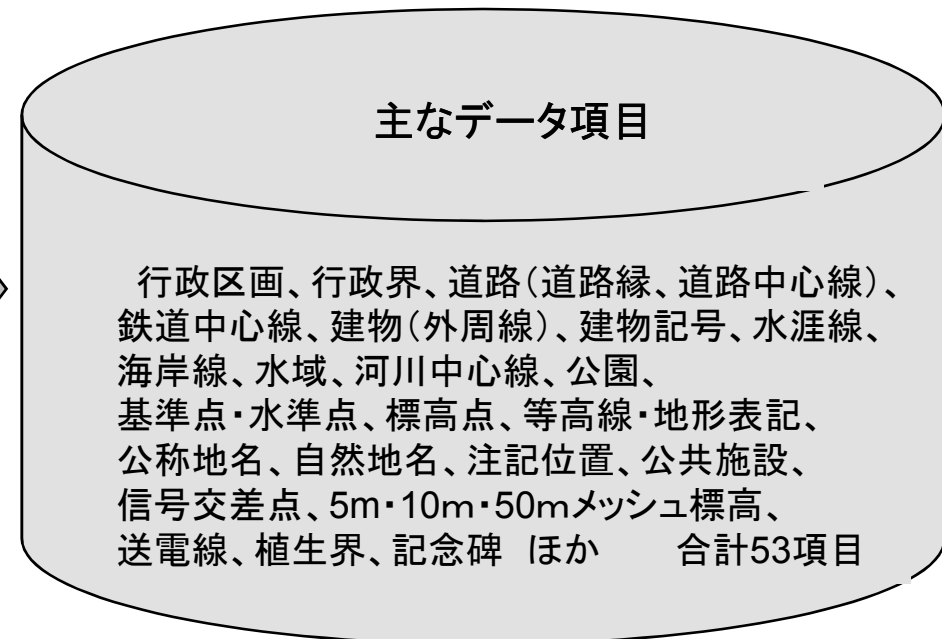 主なデータ項目
行政区画、行政界、道路（道路縁、道路中心線）、
鉄道中心線、建物（外周線）、建物記号、水涯線、
海岸線、水域、河川中心線、公園、
基準点・水準点、標高点、等高線・地形表記、
公称地名、自然地名、注記位置、公共施設、
信号交差点、5m・10ｍ・50ｍメッシュ標高、
送電線、植生界、記念碑　ほか　　合計53項目